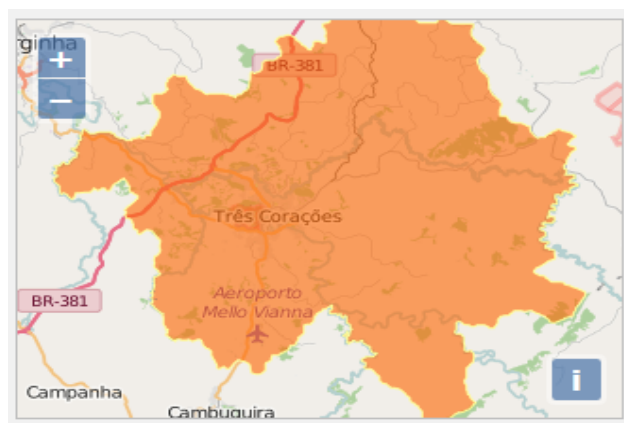 ginha
+
BR-381
−
Três Corações
Aeroporto
Mello Vianna
BR-381
i
Campanha
Cambuquira